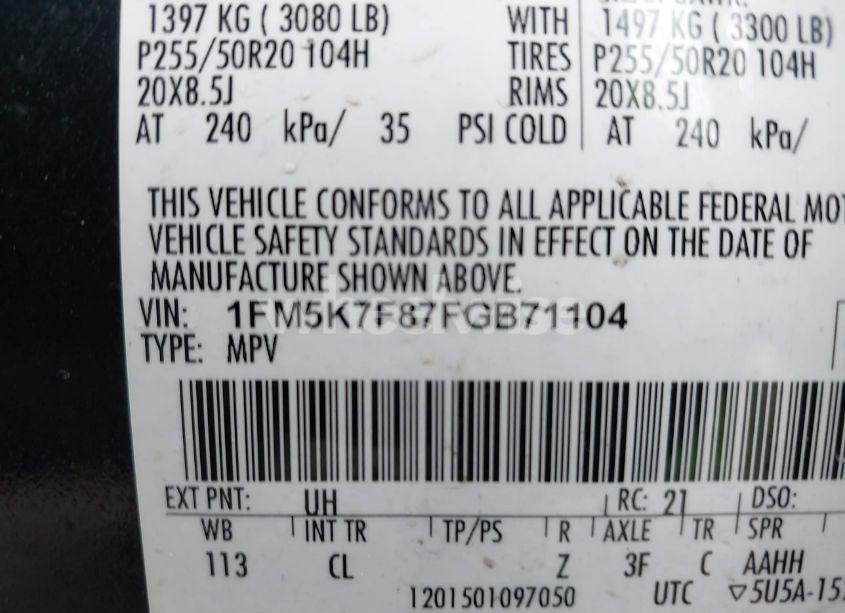 1397 KG ( 3080 LB) WITH 1497 KG ( 3300 LB)
P255/50R20 104H TIRES P255/50R20 104H
20X8.5J RIMS 20X8.5J
AT 240 kPa/ 35 PSI COLD AT 240 kPa/
THIS VEHICLE CONFORMS TO ALL APPLICABLE FEDERAL MOT
VEHICLE SAFETY STANDARDS IN EFFECT ON THE DATE OF
MANUFACTURE SHOWN ABOVE.
VIN: 1FM5K7F87FGB71104
TYPE: MPV
EXT PNT: UH RC: 21 DSO:
WB INT TR TP/PS R AXLE TR SPR
113 CL Z 3F C AAHH
1201501097050 UTC ▽5U5A-15